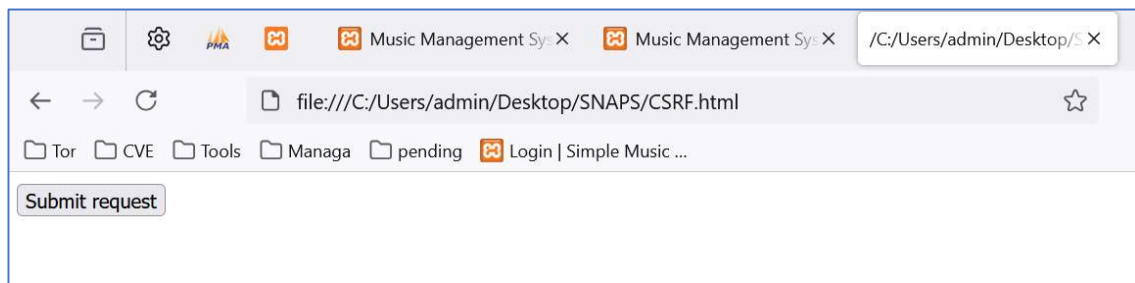 PMA Music Management Sys Music Management Sys /C:/Users/admin/Desktop/S
file:///C:/Users/admin/Desktop/SNAPS/CSRF.html
Tor CVE Tools Managa pending Login | Simple Music ...
Submit request